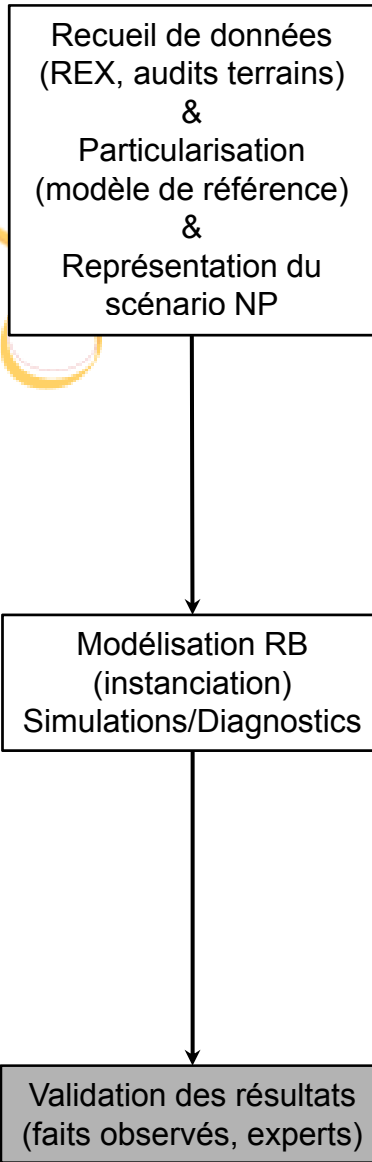 Recueil de données
(REX, audits terrains)
&
Particularisation
(modèle de référence)
&
Représentation du
scénario NP
Modélisation RB
(instanciation)
Simulations/Diagnostics
Validation des résultats
(faits observés, experts)